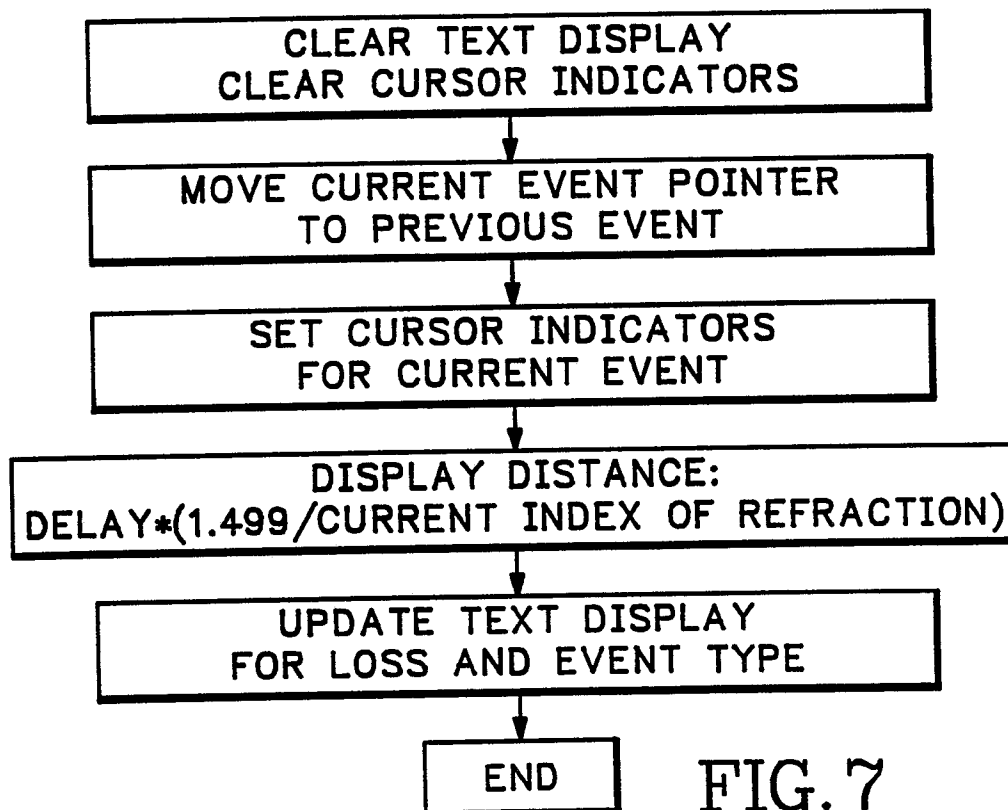 CLEAR TEXT DISPLAY
CLEAR CURSOR INDICATORS
MOVE CURRENT EVENT POINTER
TO PREVIOUS EVENT
SET CURSOR INDICATORS
FOR CURRENT EVENT
DISPLAY DISTANCE:
DELAY*(1.499/CURRENT INDEX OF REFRACTION)
UPDATE TEXT DISPLAY
FOR LOSS AND EVENT TYPE
END
FIG. 7